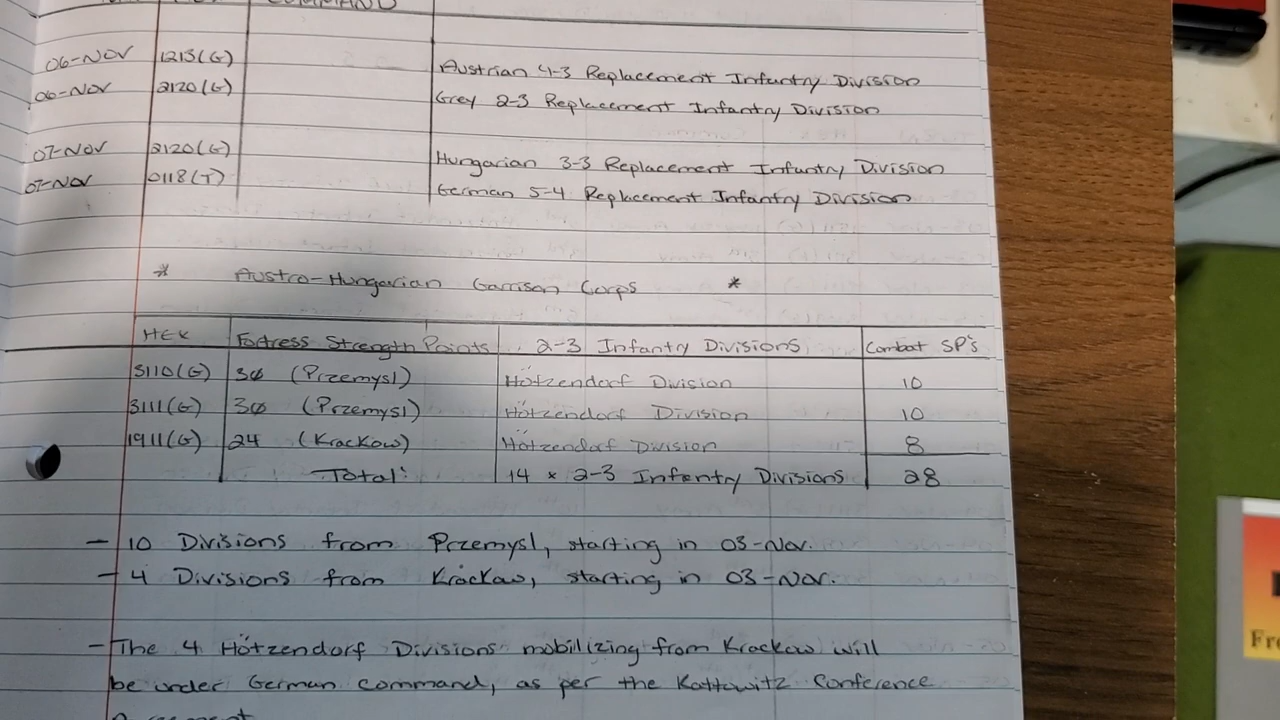 COMMAND
06-NOV 1213(G) Austrian 4-3 Replacement Infantry Division
06-NOV 2120(G) Grey 2-3 Replacement Infantry Division
07-NOV 2120(G) Hungarian 3-3 Replacement Infantry Division
07-NOV 0118(T) German 5-4 Replacement Infantry Division
* Austro-Hungarian Garrison Corps *
HEX Fortress Strength Points 2-3 Infantry Divisions Combat SP's
3110(G) 30 (Przemysl) Hötzendorf Division 10
3111(G) 30 (Przemysl) Hötzendorf Division 10
1911(G) 24 (Krackow) Hötzendorf Division 8
Total: 14 x 2-3 Infantry Divisions 28
- 10 Divisions from Przemysl, starting in 03-Nov.
- 4 Divisions from Krackow, starting in 03-Nov.
- The 4 Hötzendorf Divisions mobilizing from Krackow will
be under German command, as per the Kattowitz Conference
Fr